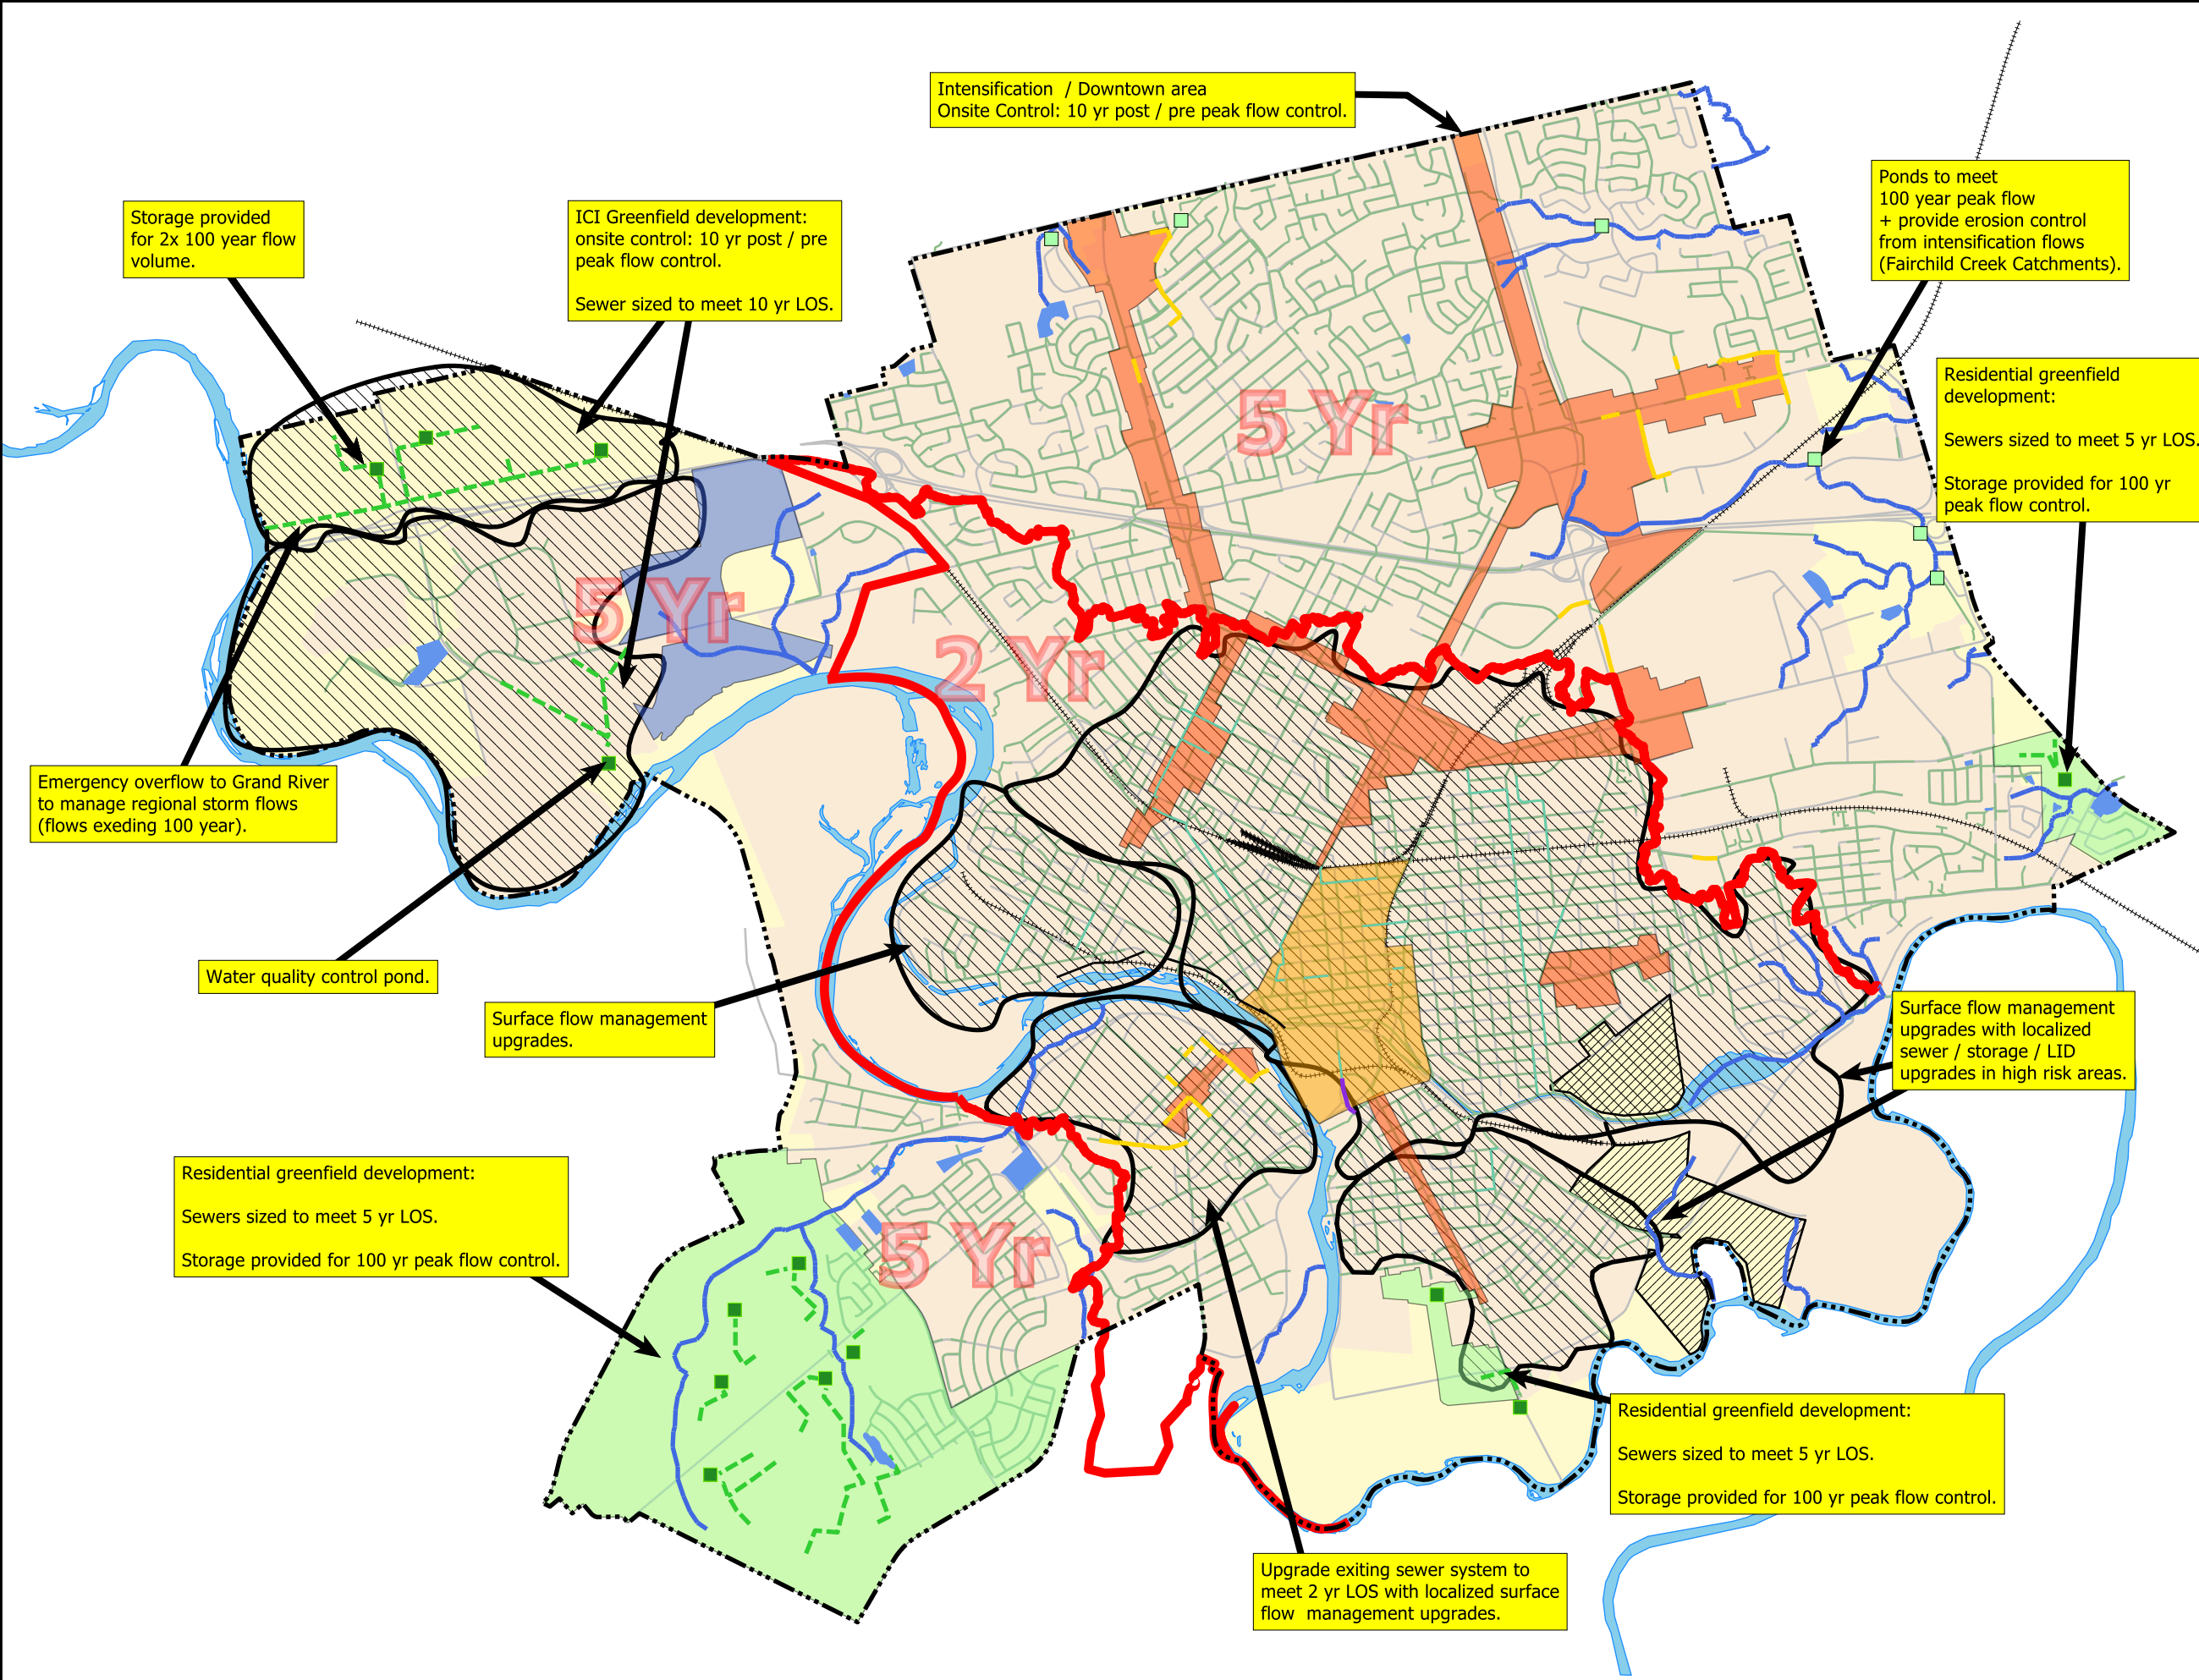 Intensification / Downtown area
Onsite Control: 10 yr post / pre peak flow control.
Ponds to meet
100 year peak flow
+ provide erosion control
from intensification flows
(Fairchild Creek Catchments).
Storage provided
for 2x 100 year flow
volume.
ICI Greenfield development:
onsite control: 10 yr post / pre
peak flow control.
Sewer sized to meet 10 yr LOS.
Residential greenfield
development:
Sewers sized to meet 5 yr LOS.
Storage provided for 100 yr
peak flow control.
5 Yr
5 Yr
2 Yr
Emergency overflow to Grand River
to manage regional storm flows
(flows exeding 100 year).
Water quality control pond.
Surface flow management
upgrades.
Surface flow management
upgrades with localized
sewer / storage / LID
upgrades in high risk areas.
Residential greenfield development:
Sewers sized to meet 5 yr LOS.
Storage provided for 100 yr peak flow control.
5 Yr
Residential greenfield development:
Sewers sized to meet 5 yr LOS.
Storage provided for 100 yr peak flow control.
Upgrade exiting sewer system to
meet 2 yr LOS with localized surface
flow management upgrades.